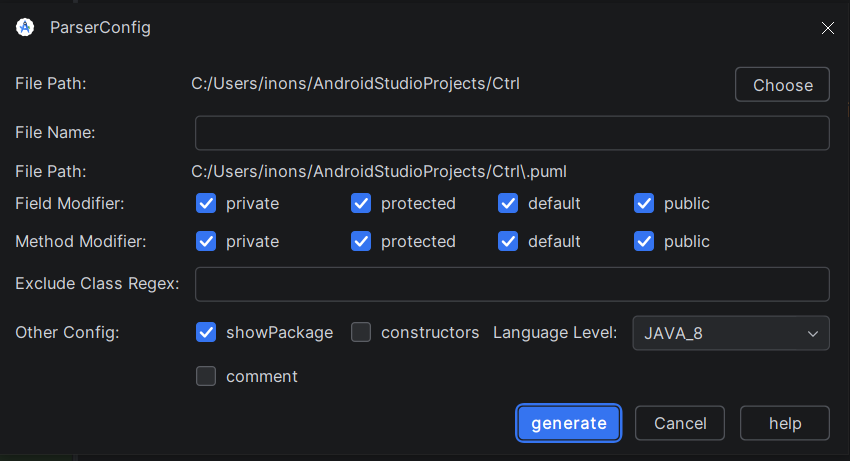 ParserConfig
File Path: C:/Users/inons/AndroidStudioProjects/Ctrl Choose
File Name:
File Path: C:/Users/inons/AndroidStudioProjects/Ctrl\.puml
Field Modifier: private protected default public
Method Modifier: private protected default public
Exclude Class Regex:
Other Config: showPackage constructors Language Level: JAVA_8
comment
generate Cancel help